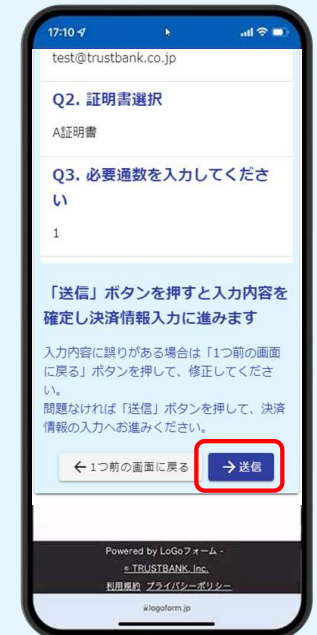 17:10
test@trustbank.co.jp
Q2. 証明書選択
A証明書
Q3. 必要通数を入力してくださ
い
1
「送信」ボタンを押すと入力内容を
確定し決済情報入力に進みます
入力内容に誤りがある場合は「1つ前の画面
に戻る」ボタンを押して、修正してくださ
い。
問題なければ「送信」ボタンを押して、決済
情報の入力へお進みください。
←1つ前の画面に戻る →送信
Powered by LoGoフォーム -
© TRUSTBANK, Inc.
利用規約 プライバシーポリシー
logoform.jp